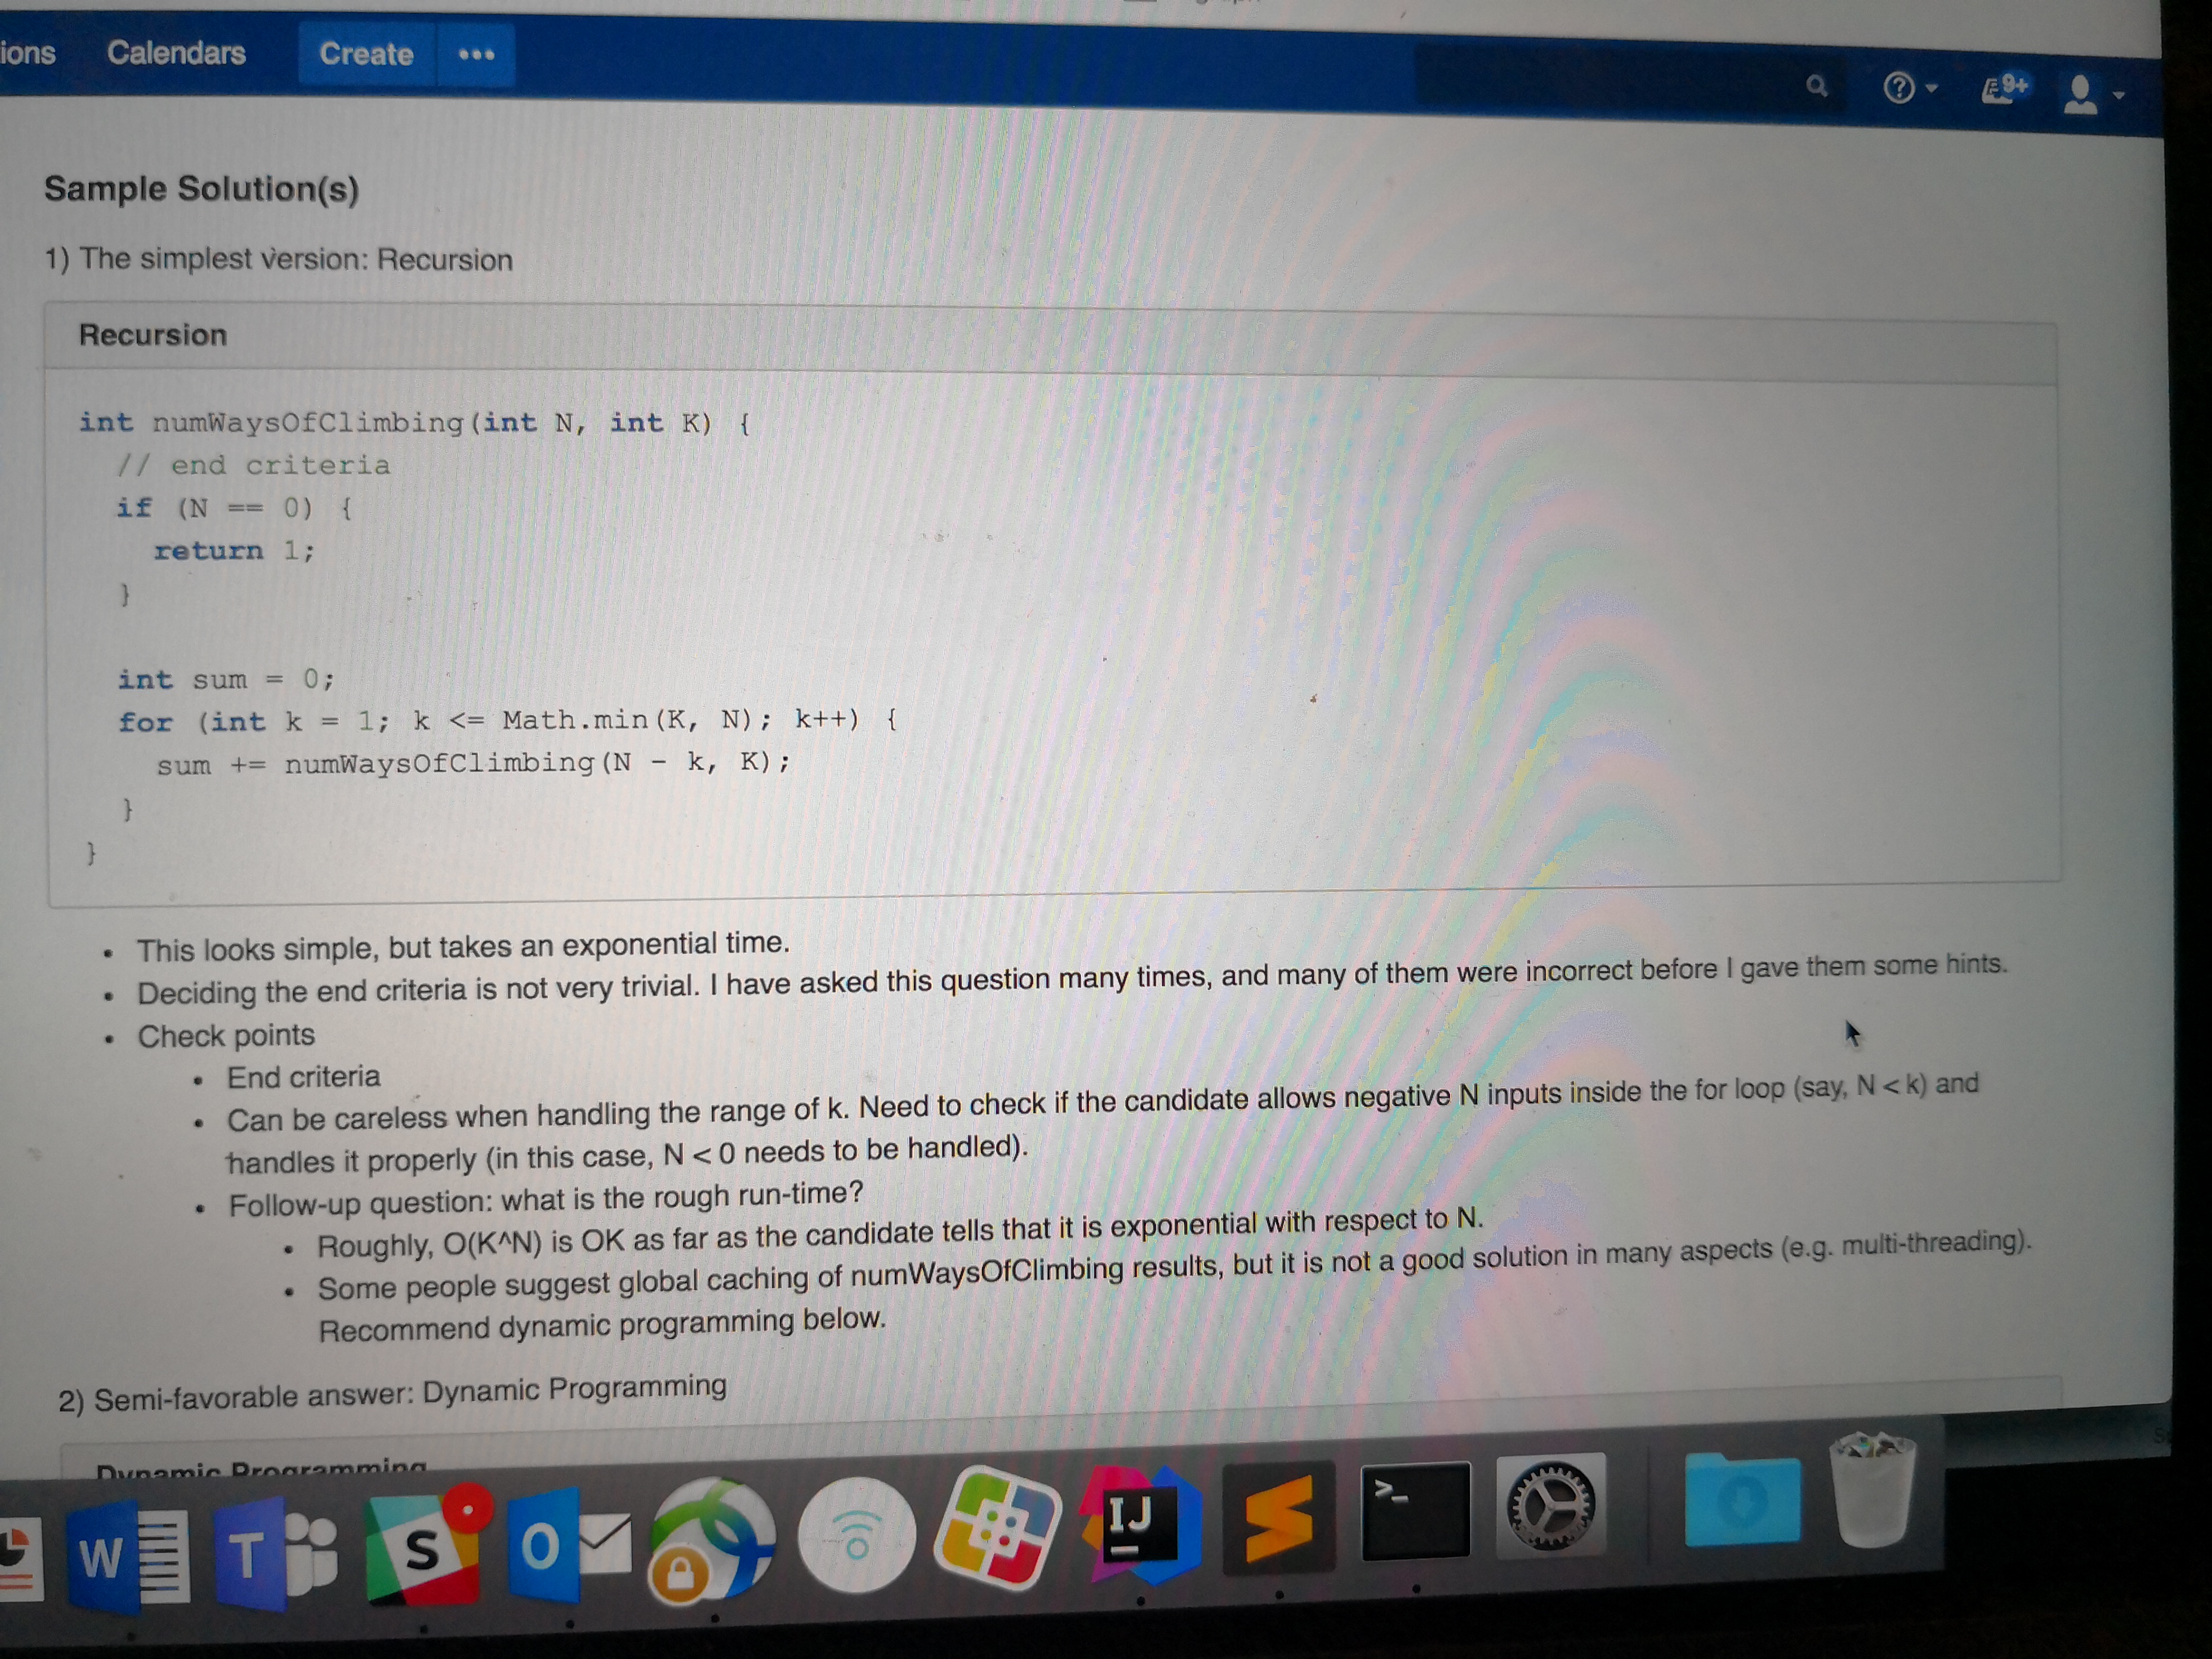 ions Calendars Create •••
9+
Sample Solution(s)
1) The simplest version: Recursion
Recursion
int numWaysOfClimbing(int N, int K) {
// end criteria
if (N == 0) {
return 1;
}
int sum = 0;
for (int k = 1; k <= Math.min(K, N); k++) {
sum += numWaysOfClimbing(N - k, K);
}
}
• This looks simple, but takes an exponential time.
• Deciding the end criteria is not very trivial. I have asked this question many times, and many of them were incorrect before I gave them some hints.
• Check points
• End criteria
• Can be careless when handling the range of k. Need to check if the candidate allows negative N inputs inside the for loop (say, N < k) and
handles it properly (in this case, N < 0 needs to be handled).
• Follow-up question: what is the rough run-time?
• Roughly, O(K^N) is OK as far as the candidate tells that it is exponential with respect to N.
• Some people suggest global caching of numWaysOfClimbing results, but it is not a good solution in many aspects (e.g. multi-threading).
Recommend dynamic programming below.
2) Semi-favorable answer: Dynamic Programming
Dynamic Programming
W T S O IJ >_